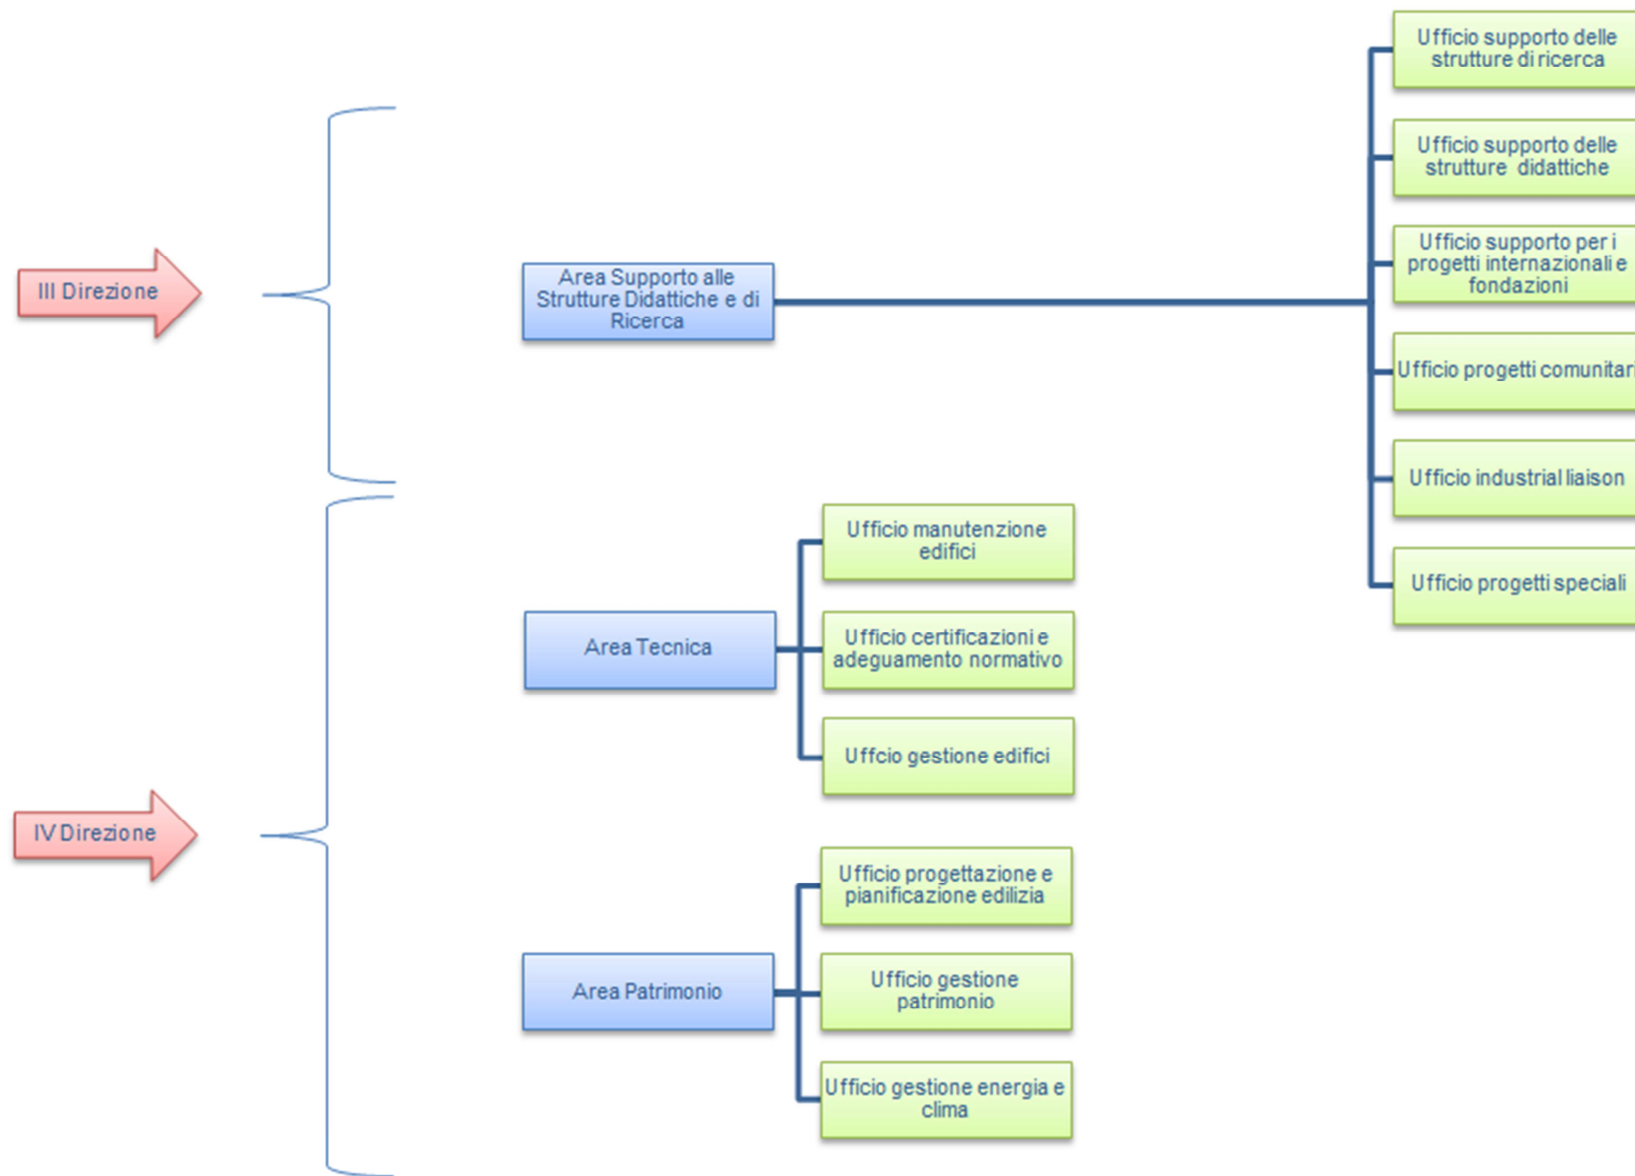 III Direzione
Area Supporto alle
Strutture Didattiche e di
Ricerca
Ufficio supporto delle
strutture di ricerca
Ufficio supporto delle
strutture didattiche
Ufficio supporto per i
progetti internazionali e
fondazioni
Ufficio progetti comunitari
Ufficio industrial liaison
Ufficio progetti speciali
IV Direzione
Area Tecnica
Ufficio manutenzione
edifici
Ufficio certificazioni e
adeguamento normativo
Uffcio gestione edifici
Area Patrimonio
Ufficio progettazione e
pianificazione edilizia
Ufficio gestione
patrimonio
Ufficio gestione energia e
clima